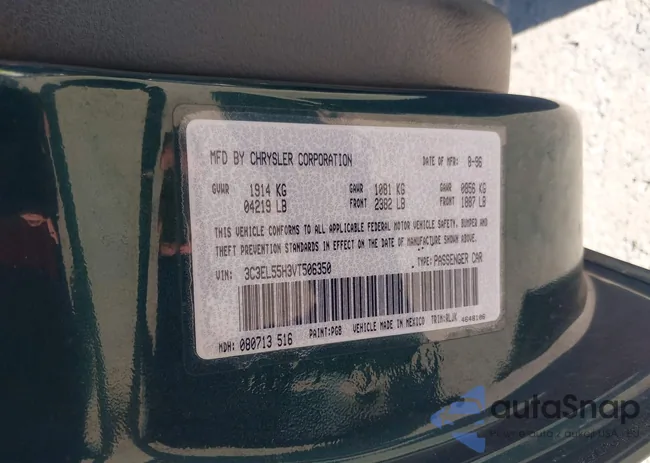 MFD BY CHRYSLER CORPORATION DATE OF MFR: 8-96
GVWR 1914 KG GAWR 1081 KG GAWR 0856 KG
04219 LB FRONT 2382 LB FRONT 1887 LB
THIS VEHICLE CONFORMS TO ALL APPLICABLE FEDERAL MOTOR VEHICLE SAFETY, BUMPER AND
THEFT PREVENTION STANDARDS IN EFFECT ON THE DATE OF MANUFACTURE SHOWN ABOVE.
VIN: 3C3EL55H3VT506350 TYPE: PASSENGER CAR
MDH: 080713 516 PAINT:PGB VEHICLE MADE IN MEXICO TRIM:RLJK 4648106
autoSnap